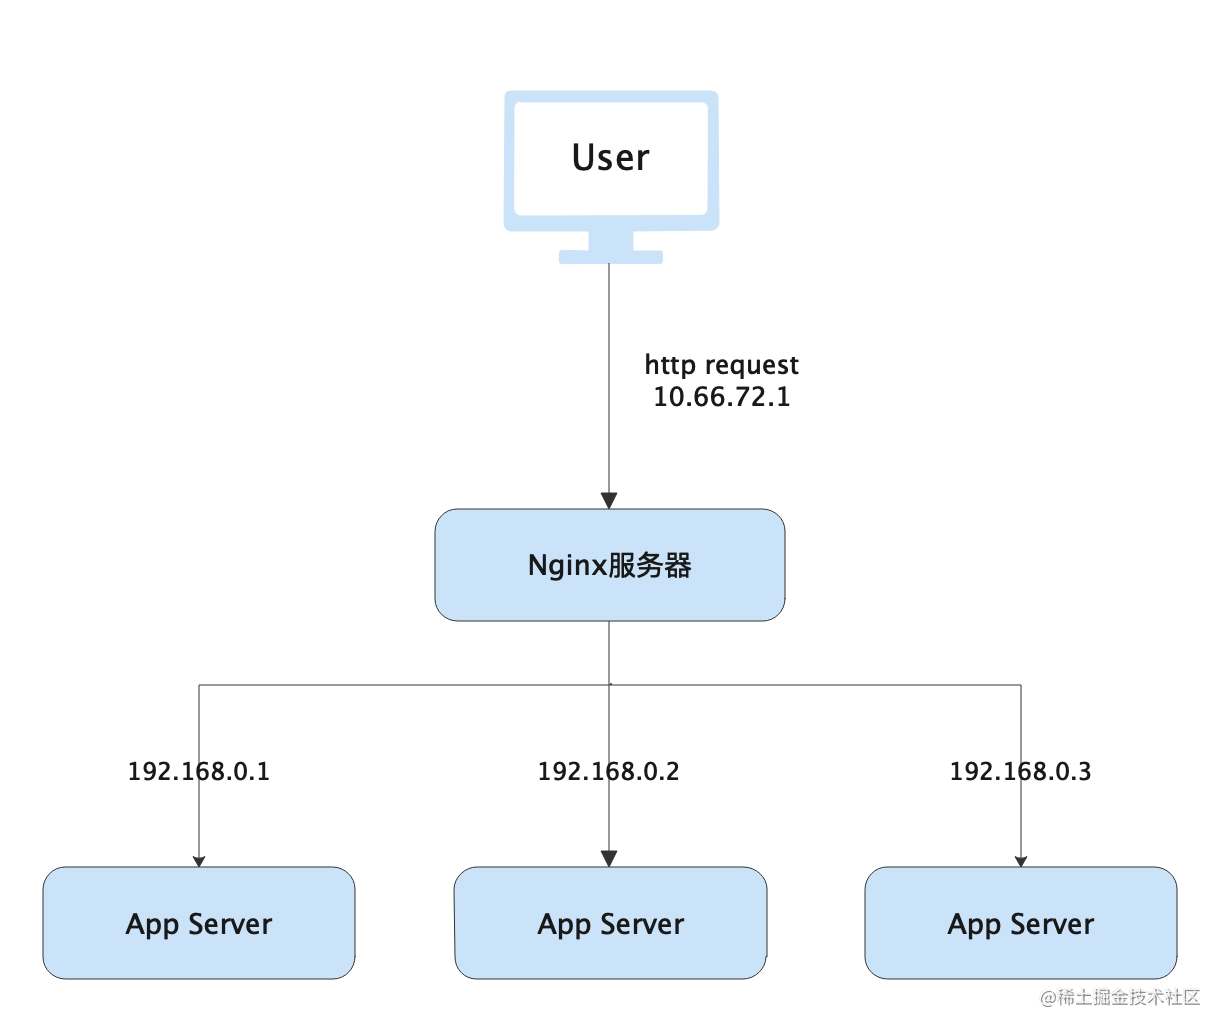 User
http request
10.66.72.1
Nginx服务器
192.168.0.1
192.168.0.2
192.168.0.3
App Server
App Server
App Server
@稀土掘金技术社区